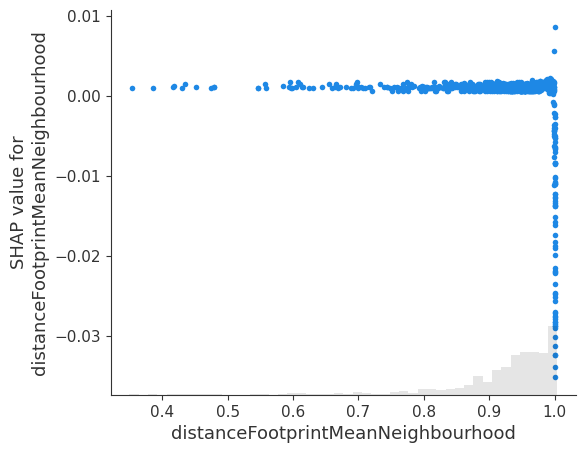 0.01
0.00
−0.01
−0.02
−0.03
SHAP value for
distanceFootprintMeanNeighbourhood
0.4 0.5 0.6 0.7 0.8 0.9 1.0
distanceFootprintMeanNeighbourhood